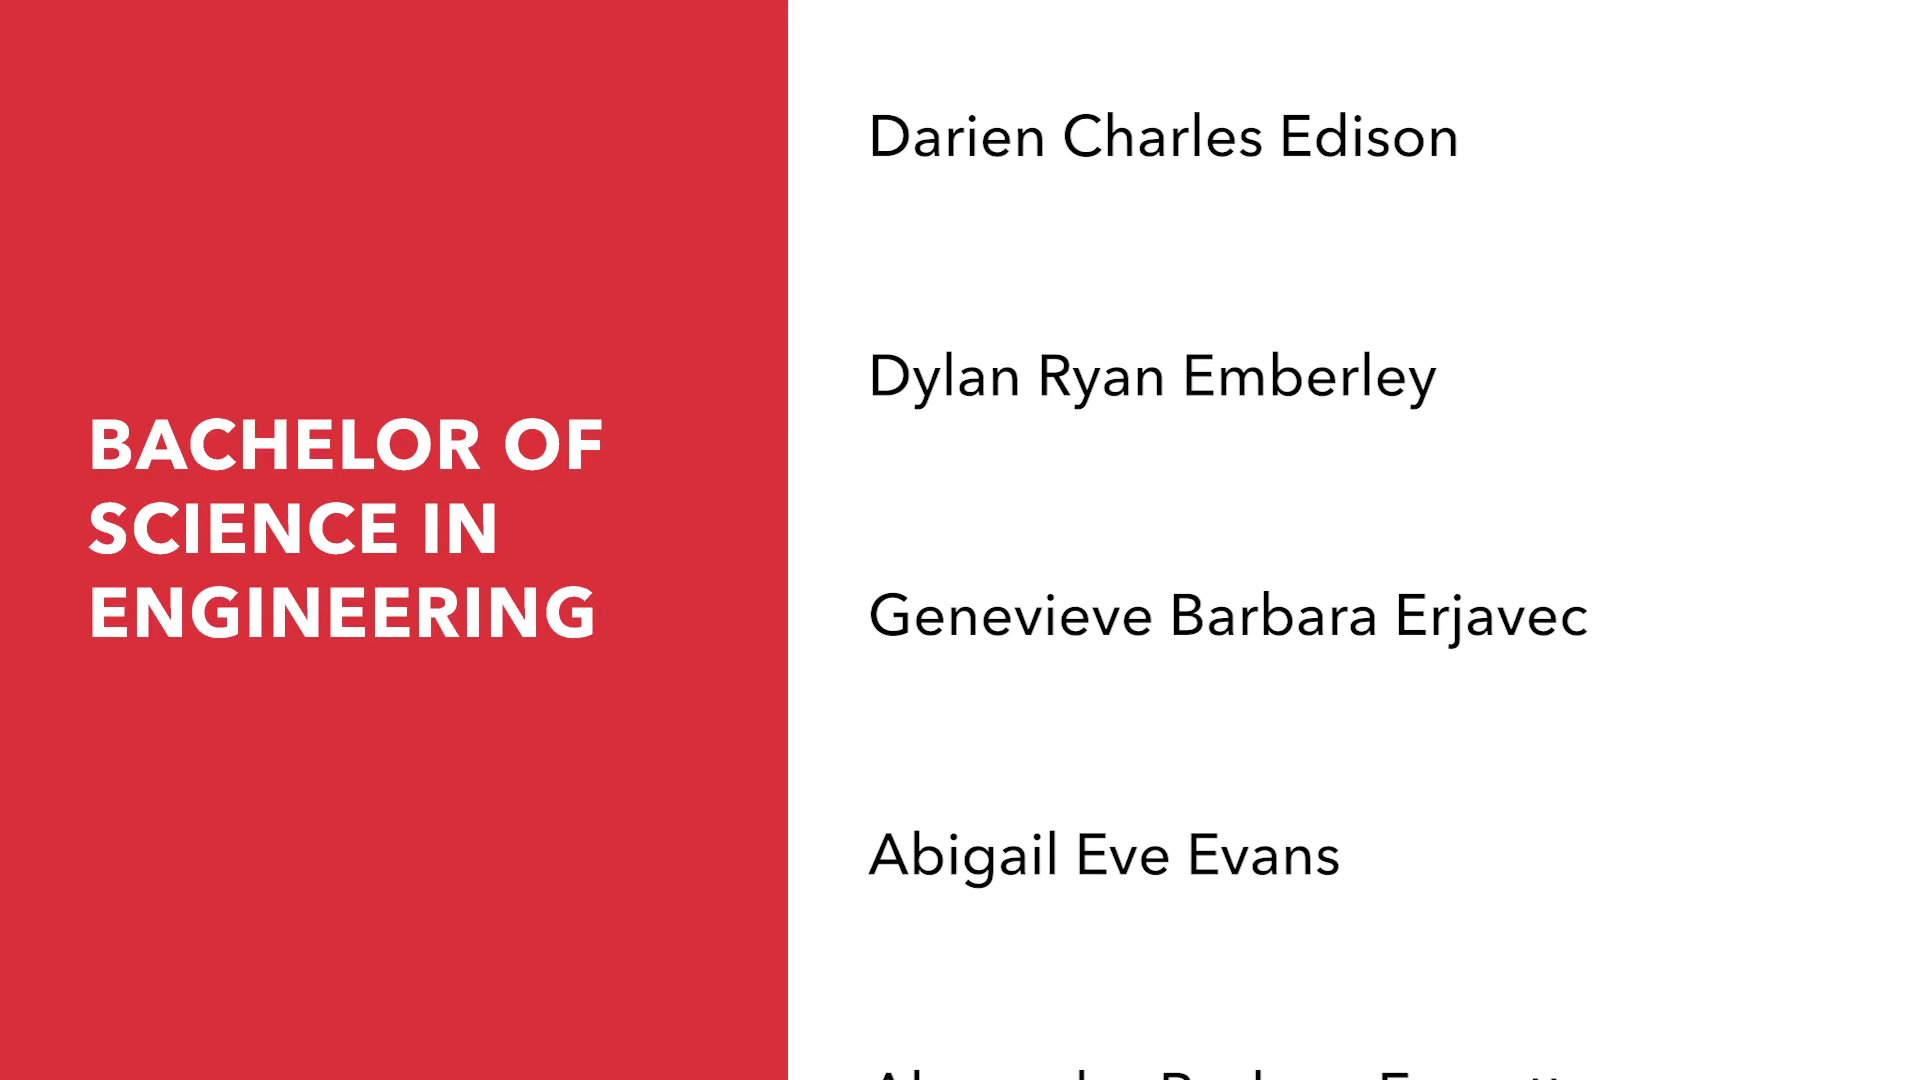 BACHELOR OF
SCIENCE IN
ENGINEERING
Darien Charles Edison
Dylan Ryan Emberley
Genevieve Barbara Erjavec
Abigail Eve Evans